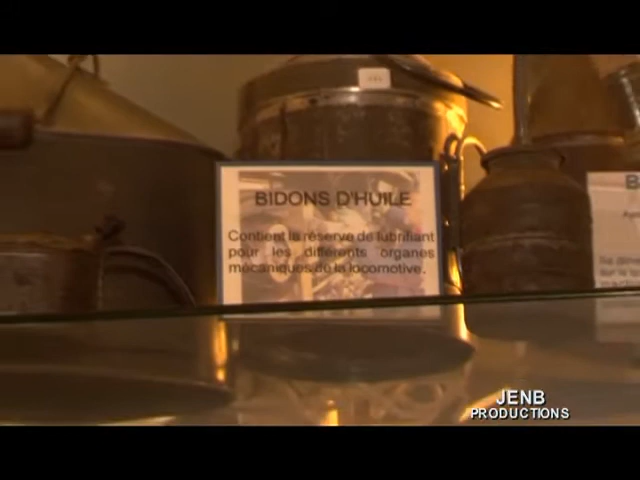 BIDONS D'HUILE
Contient la réserve de lubrifiant
pour les différents organes
mécaniques de la locomotive.
JENB
PRODUCTIONS